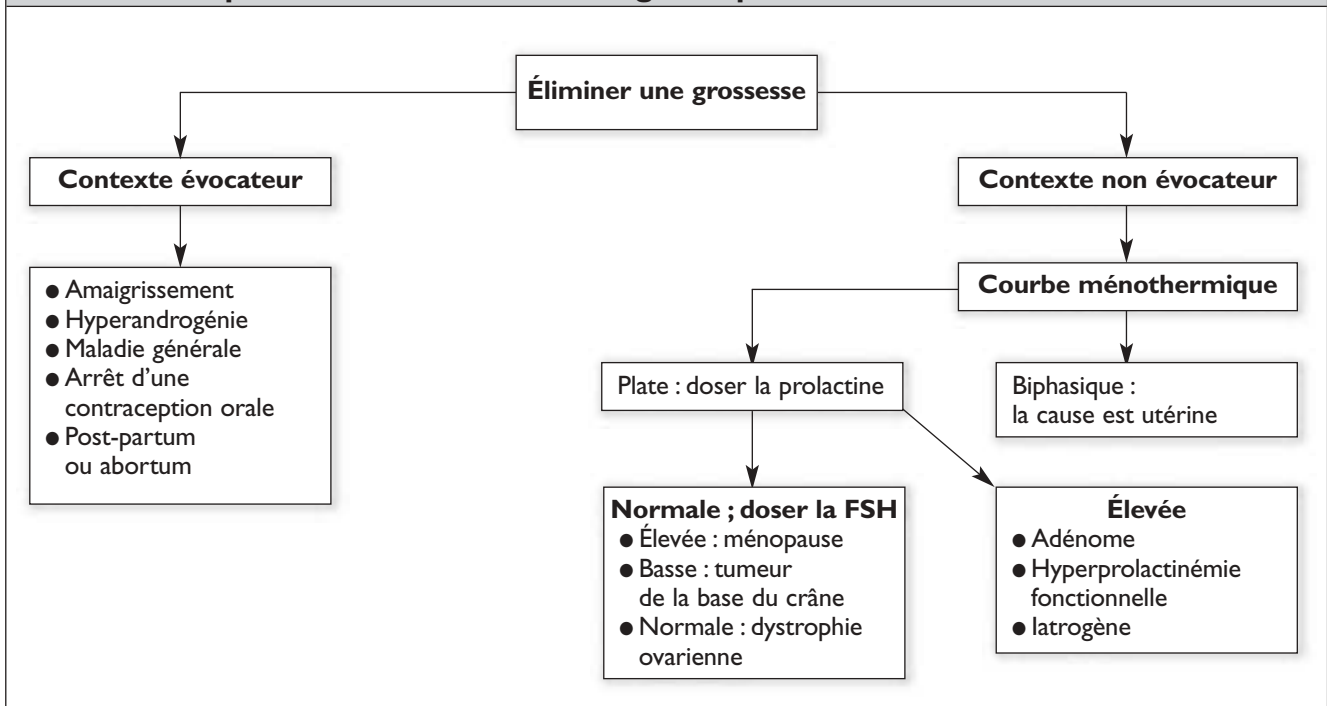 Éliminer une grossesse
Contexte évocateur
Contexte non évocateur
● Amaigrissement
● Hyperandrogénie
● Maladie générale
● Arrêt d'une
contraception orale
● Post-partum
ou abortum
Courbe ménothermique
Plate : doser la prolactine
Biphasique :
la cause est utérine
Normale ; doser la FSH
● Élevée : ménopause
● Basse : tumeur
de la base du crâne
● Normale : dystrophie
ovarienne
Élevée
● Adénome
● Hyperprolactinémie
fonctionnelle
● Iatrogène